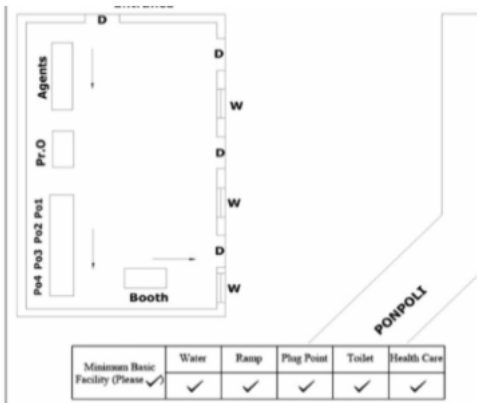 D
D
Agents
W
Pr.O
D
W
Po4 Po3 Po2 Po1
D
Booth
W
PONPOLI
Minimum Basic Facility (Please ✓)
Water Ramp Plug Point Toilet Health Care
✓ ✓ ✓ ✓ ✓